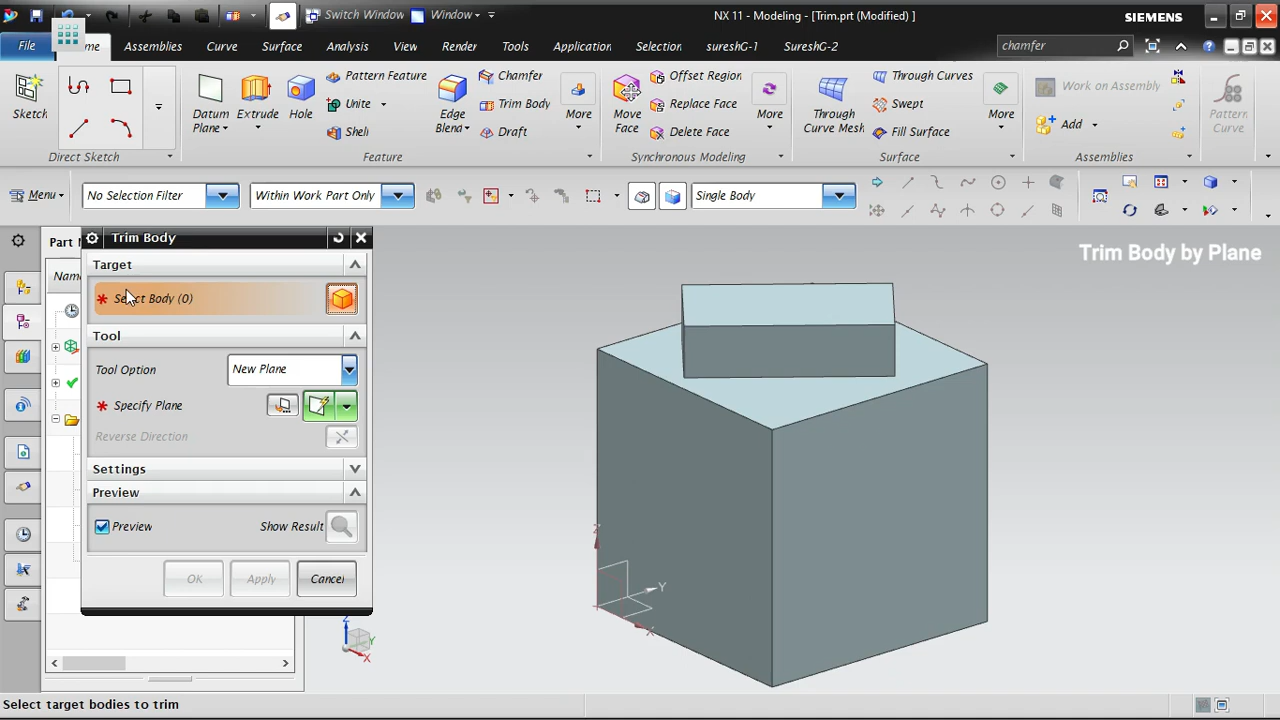 Switch Window Window NX 11 - Modeling - [Trim.prt (Modified) ] SIEMENS
File Home Assemblies Curve Surface Analysis View Render Tools Application Selection sureshG-1 SureshG-2 chamfer
Sketch
Direct Sketch
Datum Plane
Extrude
Hole
Pattern Feature
Unite
Shell
Edge Blend
Chamfer
Trim Body
Draft
More
Feature
Move Face
Offset Region
Replace Face
Delete Face
More
Synchronous Modeling
Through Curve Mesh
Through Curves
Swept
Fill Surface
More
Surface
Work on Assembly
Add
Assemblies
Pattern Curve
Menu No Selection Filter Within Work Part Only Single Body
Part
Name
Trim Body
Target
* Select Body (0)
Tool
Tool Option New Plane
* Specify Plane
Reverse Direction
Settings
Preview
Preview Show Result
OK Apply Cancel
Trim Body by Plane
Z
Y
X
Z
Y
X
Select target bodies to trim